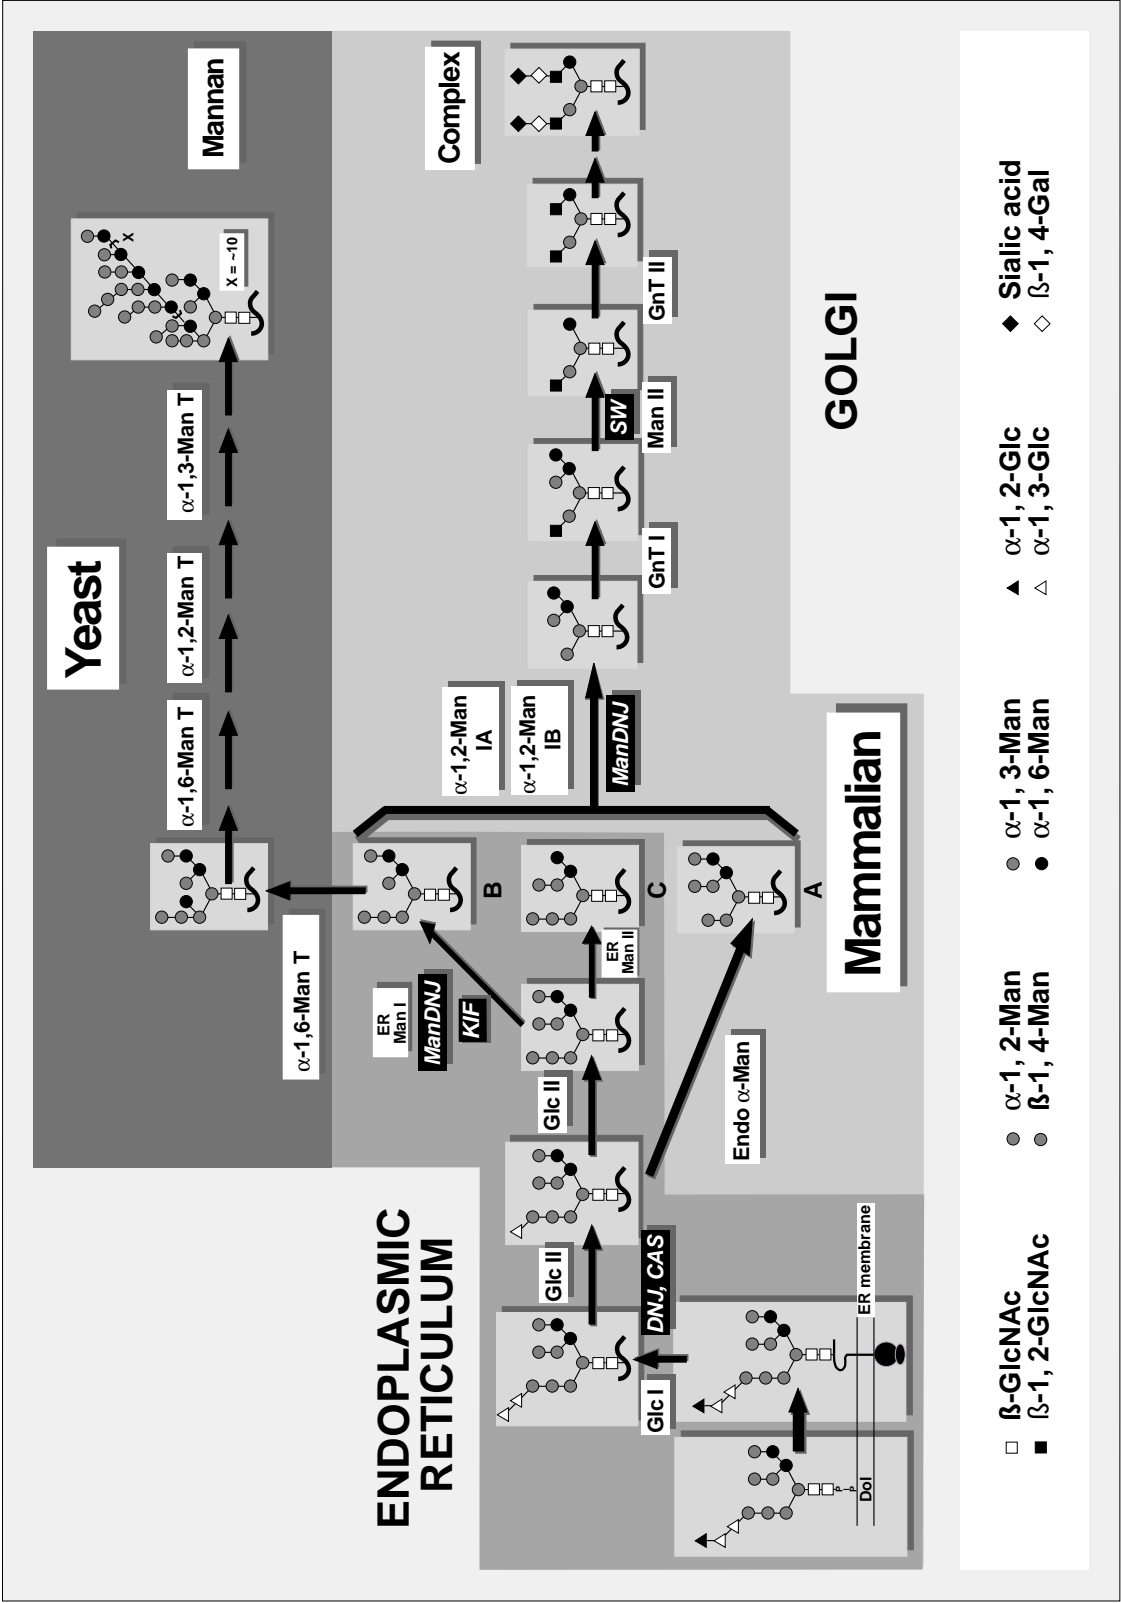 Yeast
Mannan
α-1,6-Man T
α-1,6-Man T
α-1,2-Man T
α-1,3-Man T
X
X = ~10
ENDOPLASMIC
RETICULUM
ER
Man I
ManDNJ
KIF
B
Glc II
Glc II
ER
Man II
C
DNJ, CAS
Glc I
Endo α-Man
A
P
I
P
Dol
ER membrane
Mammalian
α-1,2-Man
IA
α-1,2-Man
IB
ManDNJ
GnT I
SW
Man II
GnT II
Complex
GOLGI
ß-GlcNAc
α-1, 2-Man
α-1, 3-Man
α-1, 2-Glc
Sialic acid
ß-1, 2-GlcNAc
ß-1, 4-Man
α-1, 6-Man
α-1, 3-Glc
ß-1, 4-Gal